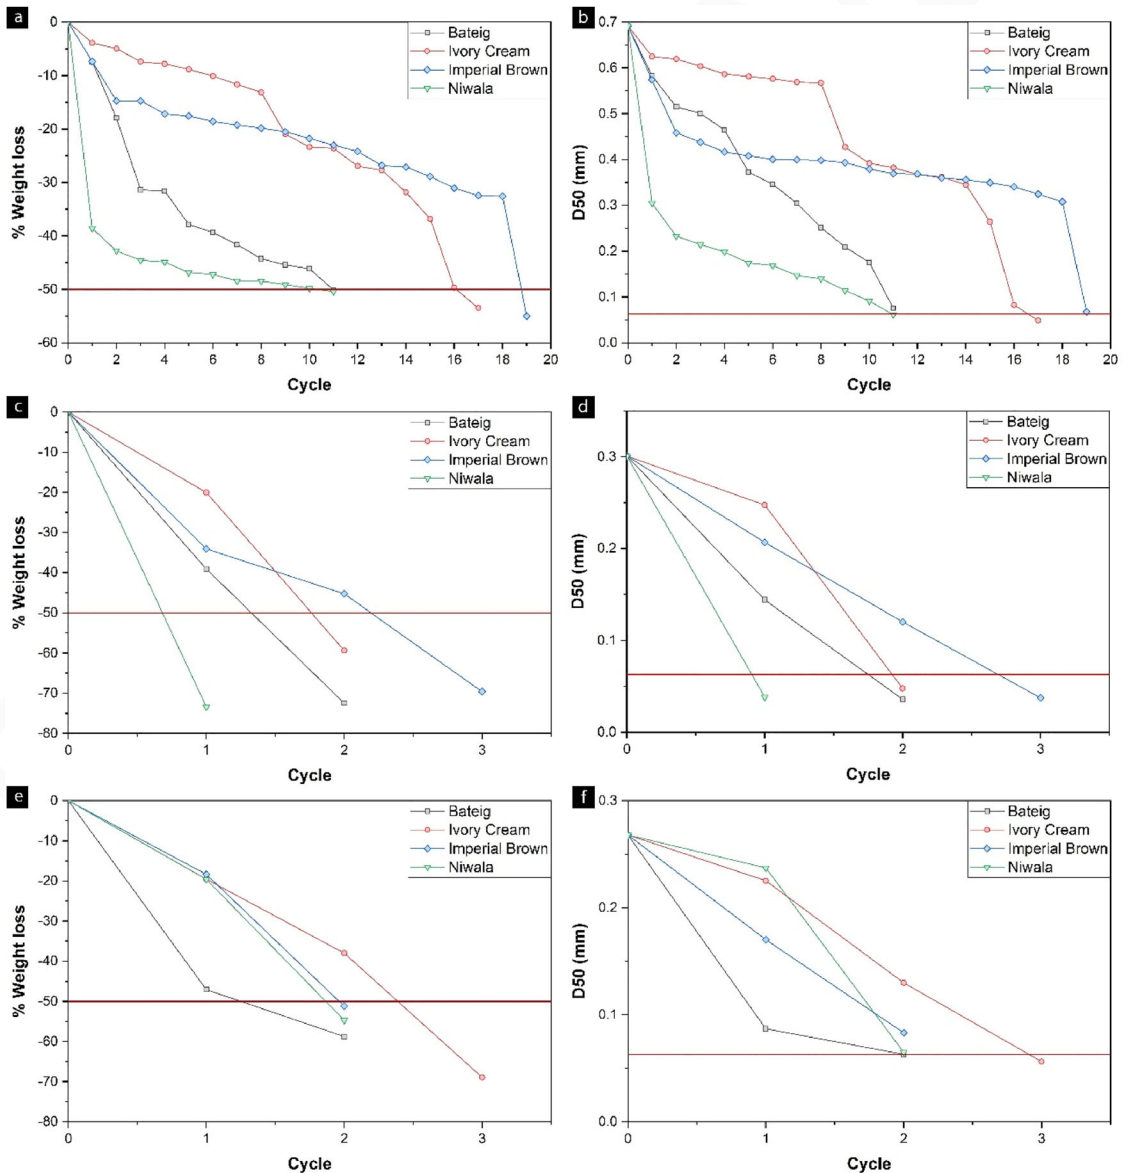 a
0
-10
-20
-30
-40
-50
-60
% Weight loss
0 2 4 6 8 10 12 14 16 18 20
Cycle
Bateig
Ivory Cream
Imperial Brown
Niwala
b
0.7
0.6
0.5
0.4
0.3
0.2
0.1
0.0
D50 (mm)
0 2 4 6 8 10 12 14 16 18 20
Cycle
Bateig
Ivory Cream
Imperial Brown
Niwala
c
0
-10
-20
-30
-40
-50
-60
-70
-80
% Weight loss
0 1 2 3
Cycle
Bateig
Ivory Cream
Imperial Brown
Niwala
d
0.3
0.2
0.1
0.0
D50 (mm)
0 1 2 3
Cycle
Bateig
Ivory Cream
Imperial Brown
Niwala
e
0
-10
-20
-30
-40
-50
-60
-70
-80
% Weight loss
0 1 2 3
Cycle
Bateig
Ivory Cream
Imperial Brown
Niwala
f
0.3
0.2
0.1
0.0
D50 (mm)
0 1 2 3
Cycle
Bateig
Ivory Cream
Imperial Brown
Niwala